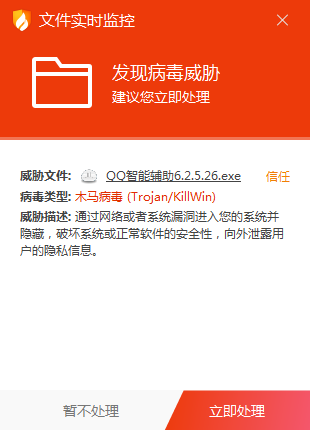 文件实时监控
发现病毒威胁
建议您立即处理
威胁文件: QQ智能辅助6.2.5.26.exe 信任
病毒类型: 木马病毒 (Trojan/KillWin)
威胁描述: 通过网络或者系统漏洞进入您的系统并
隐藏，破坏系统或正常软件的安全性，向外泄露用
户的隐私信息。
暂不处理 立即处理